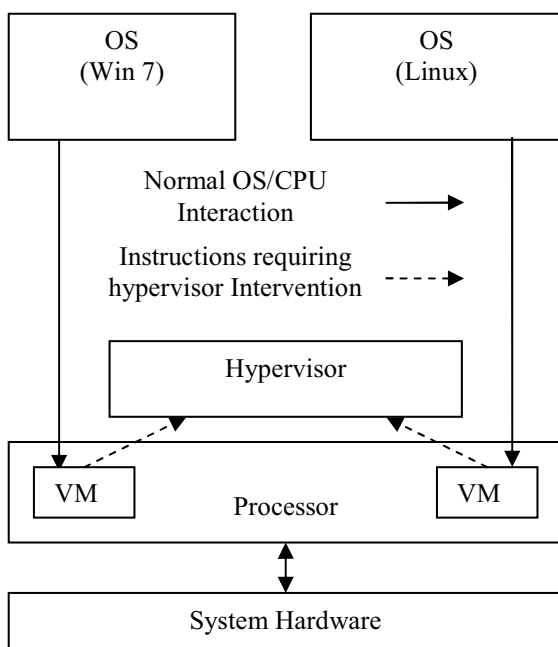 OS
(Win 7)
OS
(Linux)
Normal OS/CPU
Interaction
Instructions requiring
hypervisor Intervention
Hypervisor
VM
Processor
VM
System Hardware